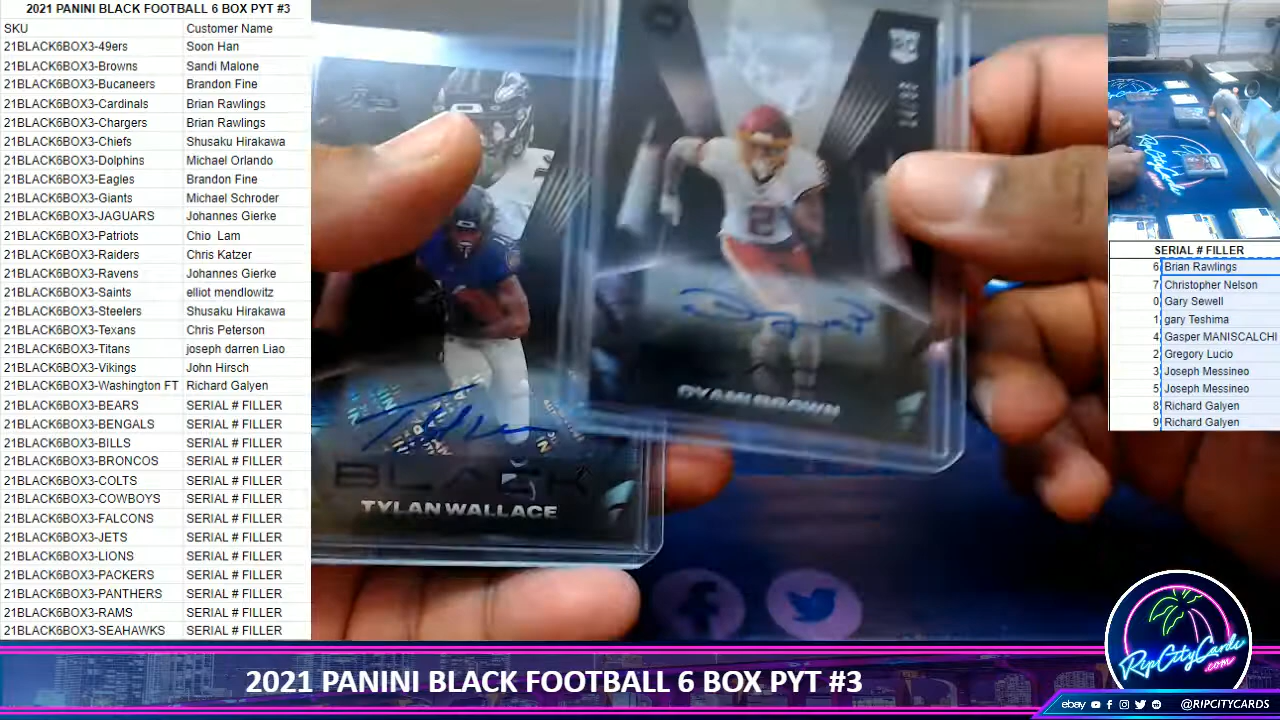 2021 PANINI BLACK FOOTBALL 6 BOX PYT #3
SKU Customer Name
21BLACK6BOX3-49ers Soon Han
21BLACK6BOX3-Browns Sandi Malone
21BLACK6BOX3-Bucaneers Brandon Fine
21BLACK6BOX3-Cardinals Brian Rawlings
21BLACK6BOX3-Chargers Brian Rawlings
21BLACK6BOX3-Chiefs Shusaku Hirakawa
21BLACK6BOX3-Dolphins Michael Orlando
21BLACK6BOX3-Eagles Brandon Fine
21BLACK6BOX3-Giants Michael Schroder
21BLACK6BOX3-JAGUARS Johannes Gierke
21BLACK6BOX3-Patriots Chio Lam
21BLACK6BOX3-Raiders Chris Katzer
21BLACK6BOX3-Ravens Johannes Gierke
21BLACK6BOX3-Saints elliot mendlowitz
21BLACK6BOX3-Steelers Shusaku Hirakawa
21BLACK6BOX3-Texans Chris Peterson
21BLACK6BOX3-Titans joseph darren Liao
21BLACK6BOX3-Vikings John Hirsch
21BLACK6BOX3-Washington FT Richard Galyen
21BLACK6BOX3-BEARS SERIAL # FILLER
21BLACK6BOX3-BENGALS SERIAL # FILLER
21BLACK6BOX3-BILLS SERIAL # FILLER
21BLACK6BOX3-BRONCOS SERIAL # FILLER
21BLACK6BOX3-COLTS SERIAL # FILLER
21BLACK6BOX3-COWBOYS SERIAL # FILLER
21BLACK6BOX3-FALCONS SERIAL # FILLER
21BLACK6BOX3-JETS SERIAL # FILLER
21BLACK6BOX3-LIONS SERIAL # FILLER
21BLACK6BOX3-PACKERS SERIAL # FILLER
21BLACK6BOX3-PANTHERS SERIAL # FILLER
21BLACK6BOX3-RAMS SERIAL # FILLER
21BLACK6BOX3-SEAHAWKS SERIAL # FILLER
BLACK
TYLAN WALLACE
DYAMI BROWN
SERIAL # FILLER
6 Brian Rawlings
7 Christopher Nelson
0 Gary Sewell
1 gary Teshima
4 Gasper MANISCALCHI
2 Gregory Lucio
3 Joseph Messineo
5 Joseph Messineo
8 Richard Galyen
9 Richard Galyen
RipCityCards
.com
2021 PANINI BLACK FOOTBALL 6 BOX PYT #3
ebay @RIPCITYCARDS